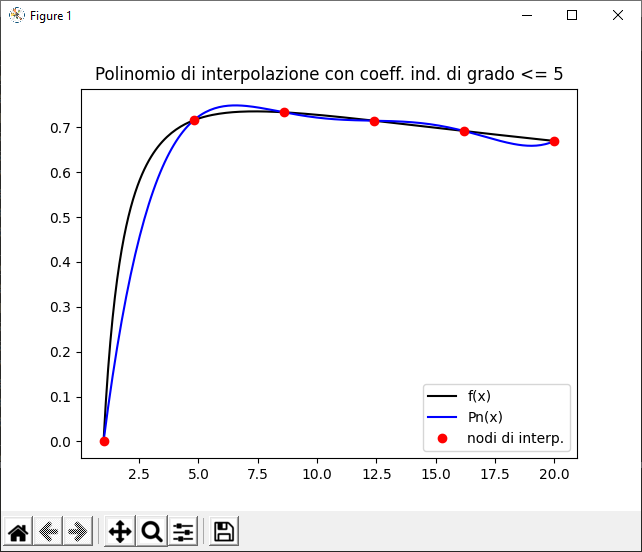 Figure 1
Polinomio di interpolazione con coeff. ind. di grado <= 5
0.7
0.6
0.5
0.4
0.3
0.2
0.1
0.0
f(x)
Pn(x)
nodi di interp.
2.5 5.0 7.5 10.0 12.5 15.0 17.5 20.0